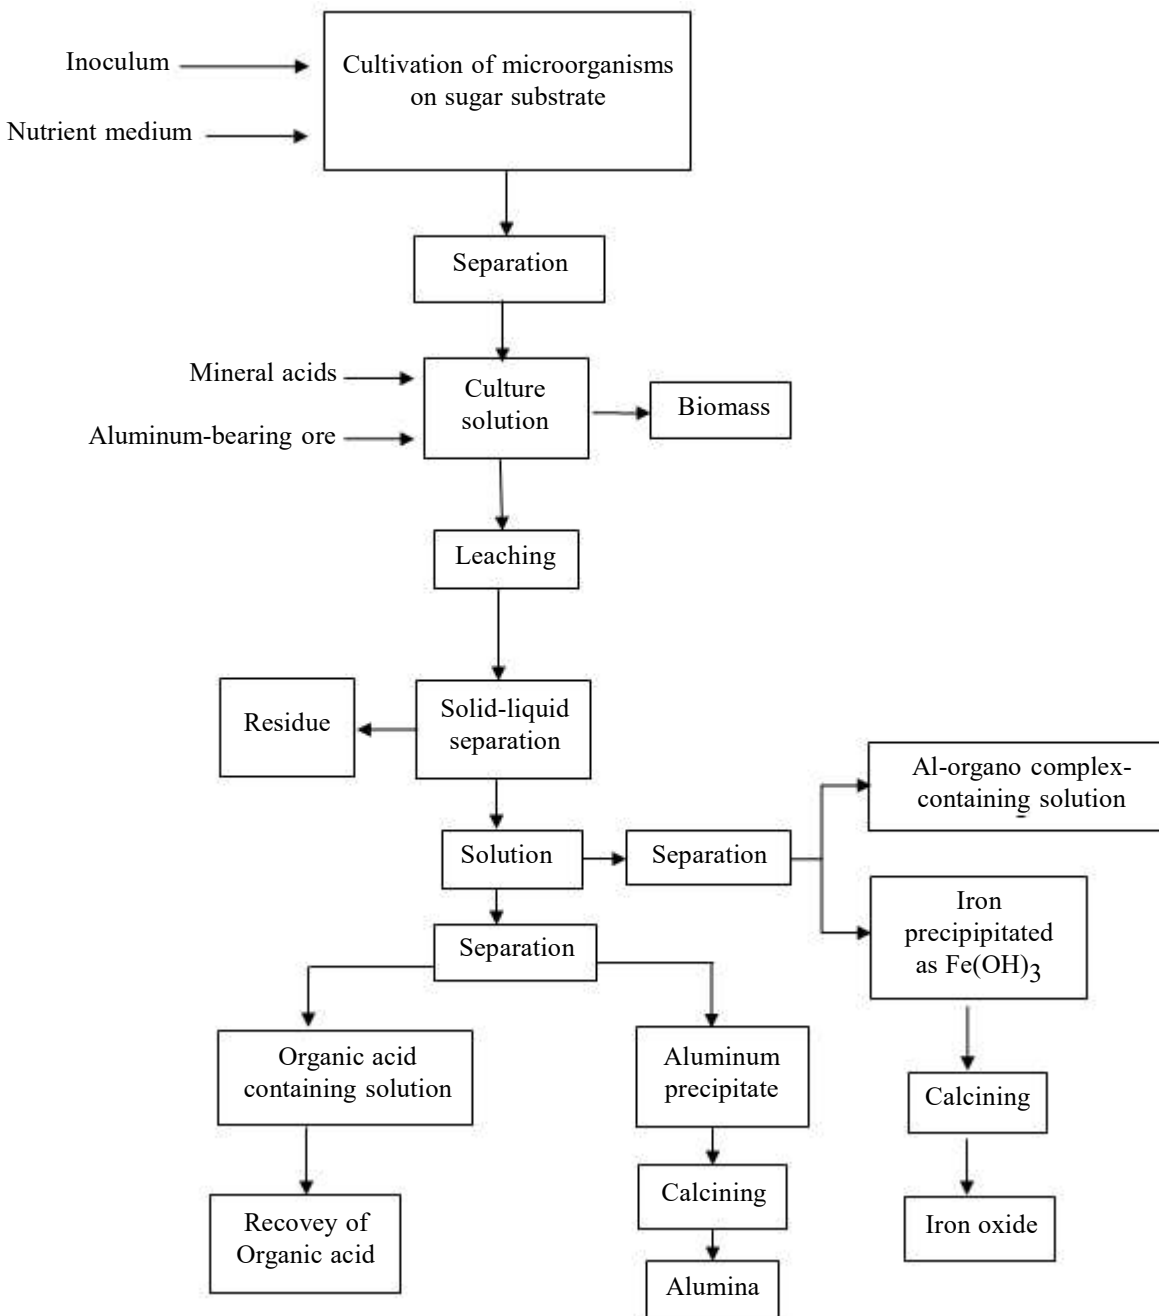 Inoculum
Cultivation of microorganisms
on sugar substrate
Nutrient medium
Separation
Mineral acids
Culture
solution
Biomass
Aluminum-bearing ore
Leaching
Residue
Solid-liquid
separation
Al-organo complex-
containing solution
Solution
Separation
Iron
precipipitated
as Fe(OH)3
Separation
Organic acid
containing solution
Aluminum
precipitate
Calcining
Calcining
Recovey of
Organic acid
Iron oxide
Alumina